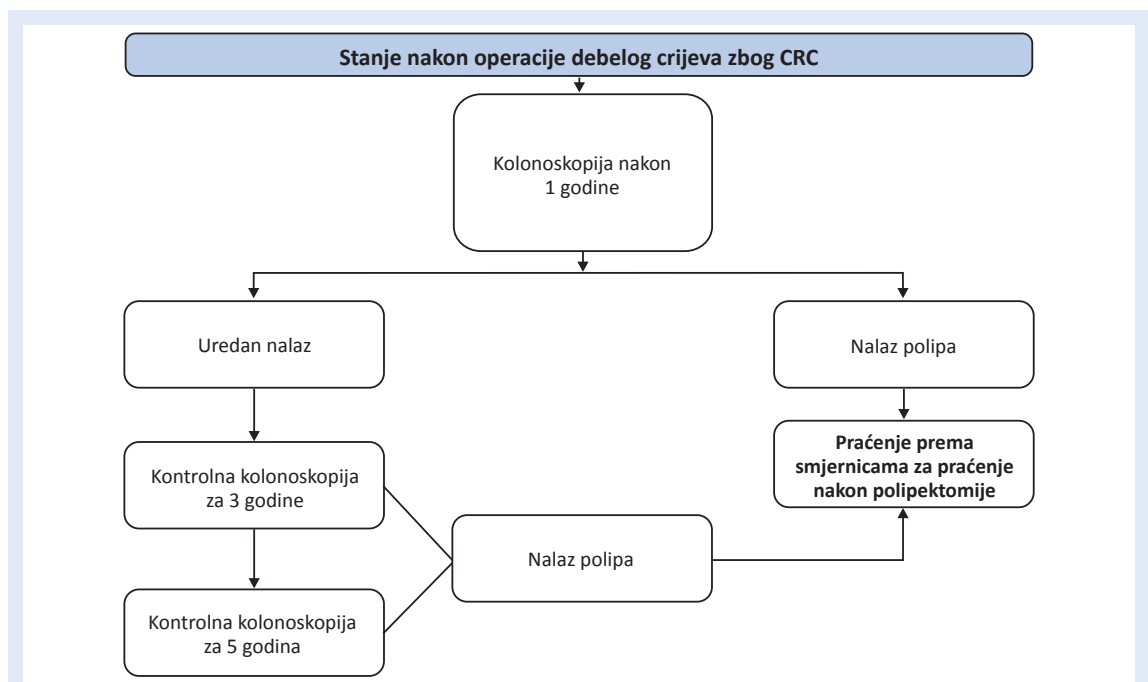 Stanje nakon operacije debelog crijeva zbog CRC
Kolonoskopija nakon
1 godine
Uredan nalaz
Nalaz polipa
Kontrolna kolonoskopija
za 3 godine
Praćenje prema
smjernicama za praćenje
nakon polipektomije
Nalaz polipa
Kontrolna kolonoskopija
za 5 godina